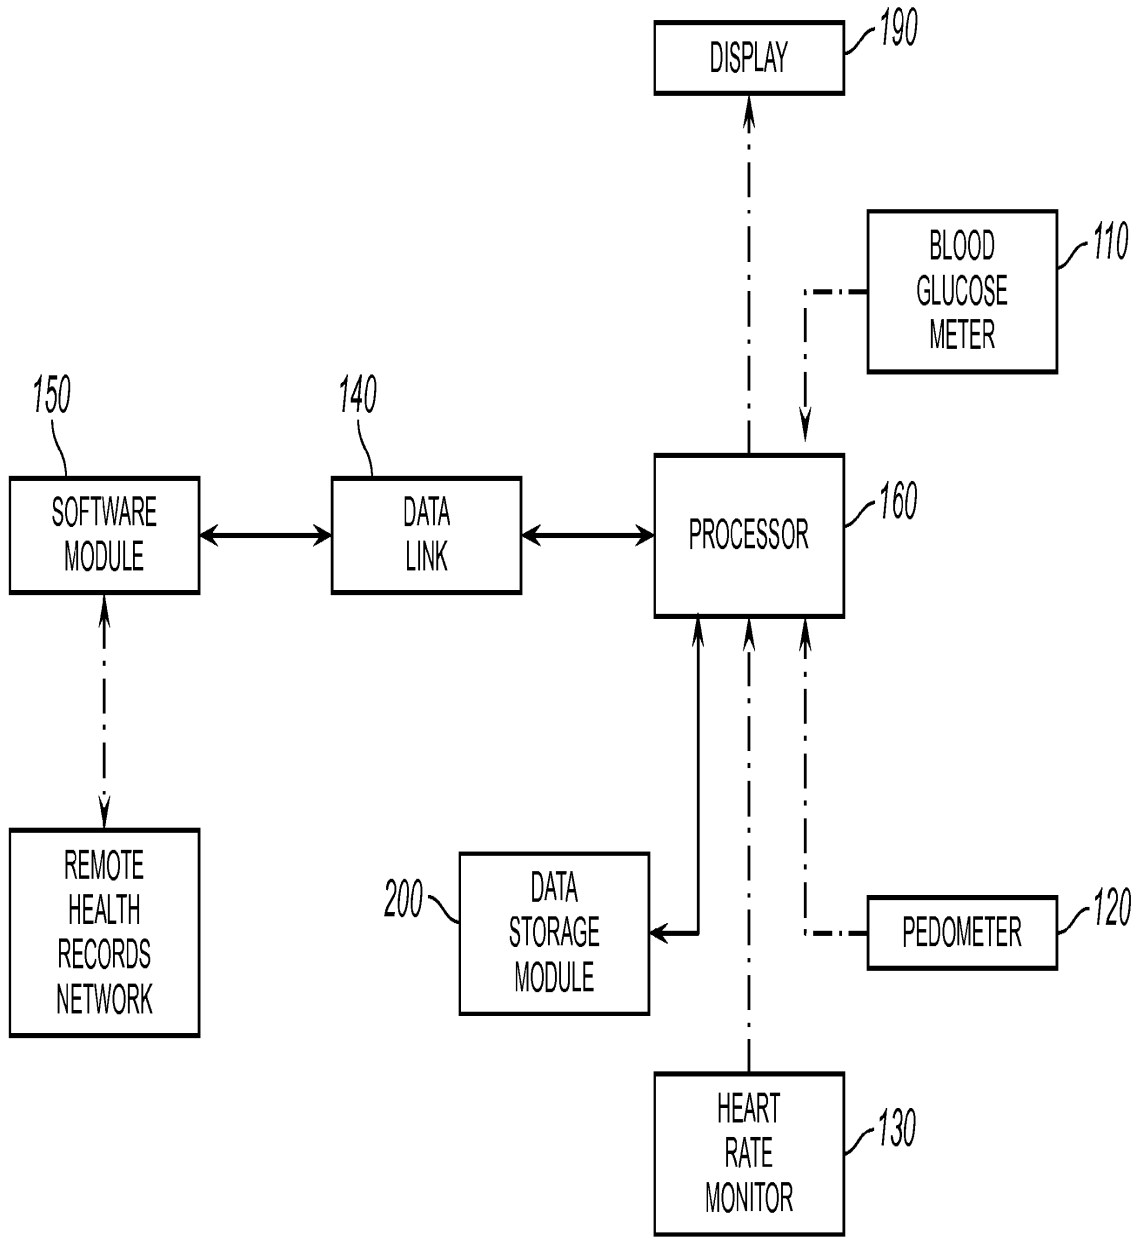 190
DISPLAY
110
BLOOD
GLUCOSE
METER
150
140
SOFTWARE
MODULE
DATA
LINK
160
PROCESSOR
REMOTE
HEALTH
RECORDS
NETWORK
200
DATA
STORAGE
MODULE
120
PEDOMETER
HEART
RATE
MONITOR
130